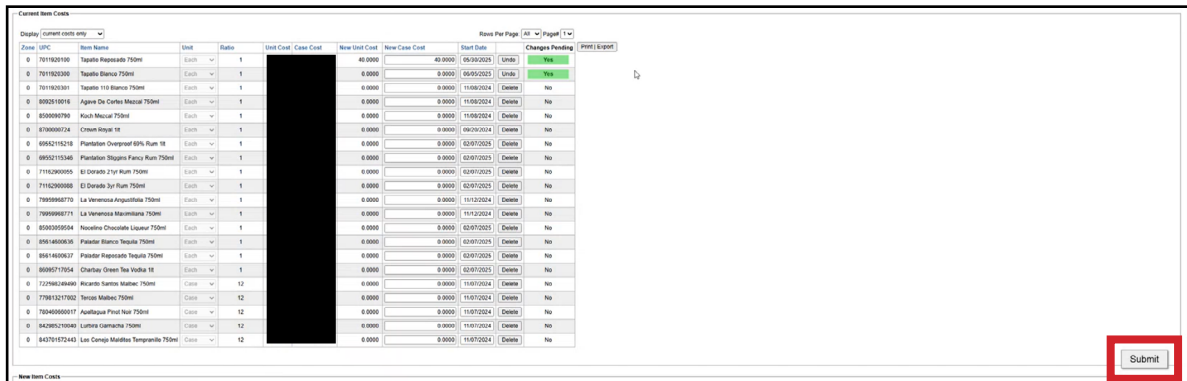 Current Item Costs
Display current costs only Rows Per Page: All Page# 1
Zone UPC Item Name Unit Ratio Unit Cost Case Cost New Unit Cost New Case Cost Start Date Changes Pending Print | Export
0 7011920100 Tapatio Reposado 750ml Each 1 40.0000 40.0000 05/30/2025 Undo Yes
0 7011920300 Tapatio Blanco 750ml Each 1 0.0000 0.0000 06/05/2025 Undo Yes
0 7011920301 Tapatio 110 Blanco 750ml Each 1 0.0000 0.0000 11/08/2024 Delete No
0 8092510016 Agave De Cortes Mezcal 750ml Each 1 0.0000 0.0000 11/08/2024 Delete No
0 8500090790 Koch Mezcal 750ml Each 1 0.0000 0.0000 11/08/2024 Delete No
0 8700000724 Crown Royal 1lt Each 1 0.0000 0.0000 09/20/2024 Delete No
0 69552115218 Plantation Overproof 69% Rum 1lt Each 1 0.0000 0.0000 02/07/2025 Delete No
0 69552115346 Plantation Stiggins Fancy Rum 750ml Each 1 0.0000 0.0000 02/07/2025 Delete No
0 71162900055 El Dorado 21yr Rum 750ml Each 1 0.0000 0.0000 02/07/2025 Delete No
0 71162900088 El Dorado 3yr Rum 750ml Each 1 0.0000 0.0000 02/07/2025 Delete No
0 79959968770 La Venenosa Angustifolia 750ml Each 1 0.0000 0.0000 11/12/2024 Delete No
0 79959968771 La Venenosa Maximiliana 750ml Each 1 0.0000 0.0000 11/12/2024 Delete No
0 85003059504 Nocelino Chocolate Liqueur 750ml Each 1 0.0000 0.0000 02/07/2025 Delete No
0 85614600636 Paladar Blanco Tequila 750ml Each 1 0.0000 0.0000 02/07/2025 Delete No
0 85614600637 Paladar Reposado Tequila 750ml Each 1 0.0000 0.0000 02/07/2025 Delete No
0 86095717054 Charbay Green Tea Vodka 1lt Each 1 0.0000 0.0000 02/07/2025 Delete No
0 722598249490 Ricardo Santos Malbec 750ml Case 12 0.0000 0.0000 11/07/2024 Delete No
0 779813217002 Tercos Malbec 750ml Case 12 0.0000 0.0000 11/07/2024 Delete No
0 780460980017 Apaltagua Pinot Noir 750ml Case 12 0.0000 0.0000 11/07/2024 Delete No
0 842985210040 Lumbra Garnacha 750ml Case 12 0.0000 0.0000 11/07/2024 Delete No
0 843701572443 Los Conejo Malditos Tempranillo 750ml Case 12 0.0000 0.0000 11/07/2024 Delete No
Submit
New Item Costs